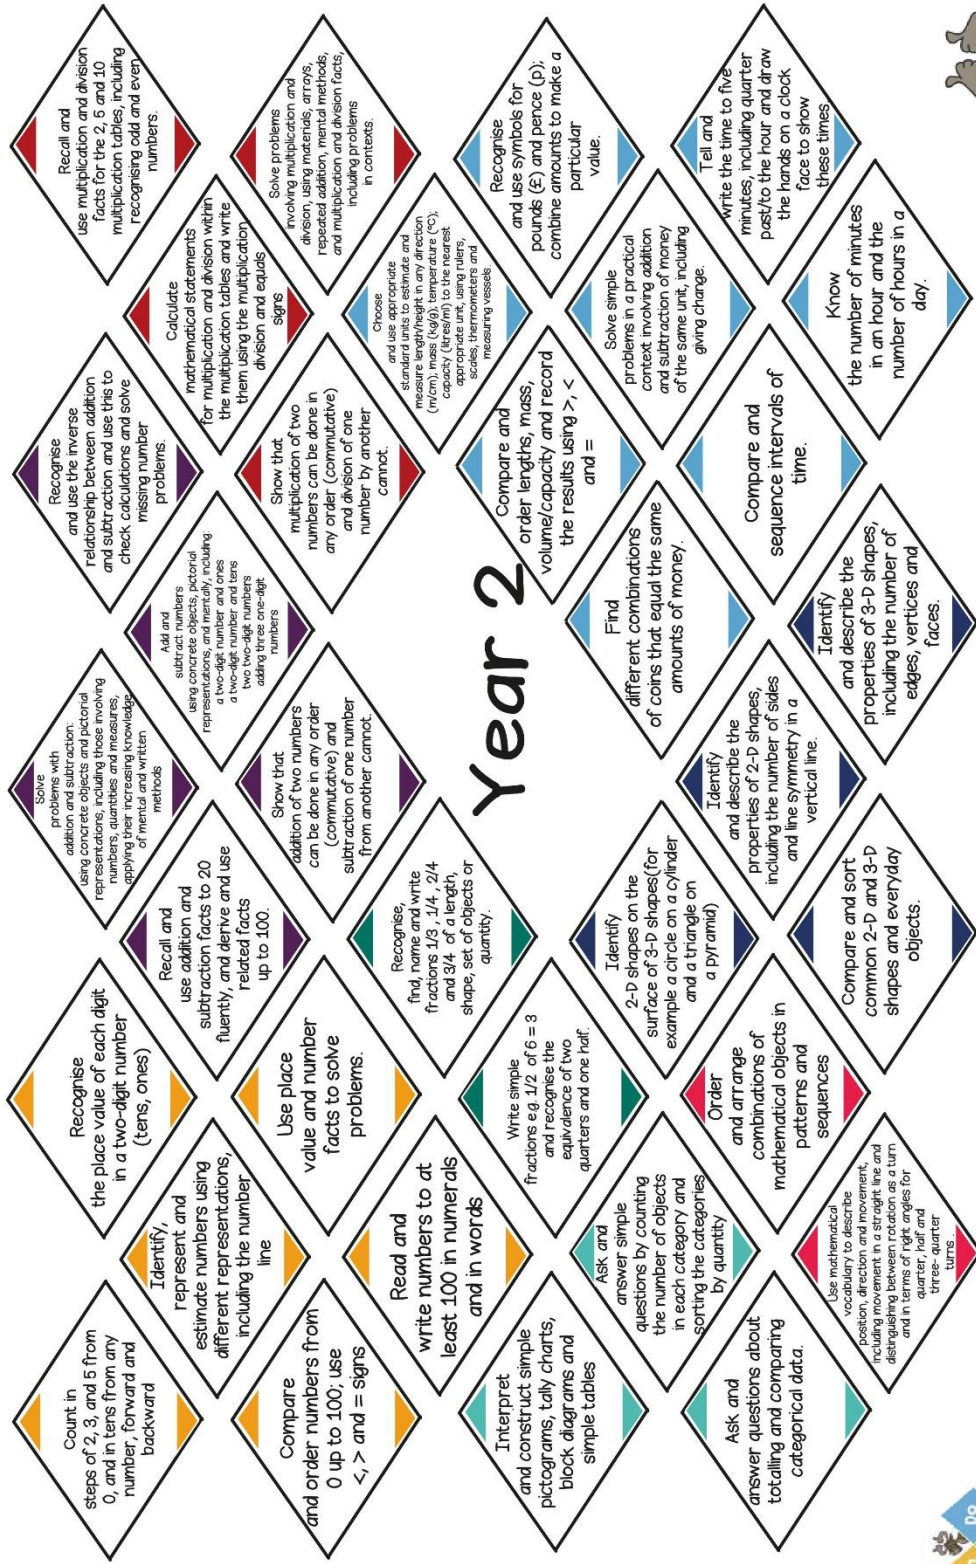 Count in
steps of 2, 3, and 5 from
0, and in tens from any
number, forward and
backward
Recognise
the place value of each digit
in a two-digit number
(tens, ones)
Solve
problems with
addition and subtraction:
using concrete objects and pictorial
representations, including those involving
numbers, quantities and measures,
applying their increasing knowledge
of mental and written
methods
Recognise
and use the inverse
relationship between addition
and subtraction and use this to
check calculations and solve
missing number
problems.
Recall and
use multiplication and division
facts for the 2, 5 and 10
multiplication tables, including
recognising odd and even
numbers.
Identify,
represent and
estimate numbers using
different representations,
including the number
line
Recall and
use addition and
subtraction facts to 20
fluently, and derive and use
related facts
up to 100.
Add and
subtract numbers
using concrete objects, pictorial
representations, and mentally, including:
a two-digit number and ones
a two-digit number and tens
two two-digit numbers
adding three one-digit
numbers
Calculate
mathematical statements
for multiplication and division within
the multiplication tables and write
them using the multiplication
division and equals
signs
Compare
and order numbers from
0 up to 100; use
<, > and = signs
Use place
value and number
facts to solve
problems.
Show that
addition of two numbers
can be done in any order
(commutative) and
subtraction of one number
from another cannot.
Show that
multiplication of two
numbers can be done in
any order (commutative)
and division of one
number by another
cannot.
Solve problems
involving multiplication and
division, using materials, arrays,
repeated addition, mental methods,
and multiplication and division facts,
including problems
in contexts.
Read and
write numbers to at
least 100 in numerals
and in words
Recognise,
find, name and write
fractions 1/3 ,1/4 ,2/4
and 3/4 of a length,
shape, set of objects or
quantity.
Choose
and use appropriate
standard units to estimate and
measure length/height in any direction
(m/cm); mass (kg/g); temperature (°C);
capacity (litres/ml) to the nearest
appropriate unit, using rulers,
scales, thermometers and
measuring vessels.
Year 2
Interpret
and construct simple
pictograms, tally charts,
block diagrams and
simple tables
Write simple
fractions e.g. 1/2 of 6 = 3
and recognise the
equivalence of two
quarters and one half.
Compare and
order lengths, mass,
volume/capacity and record
the results using >, <
and =
Recognise
and use symbols for
pounds (£) and pence (p);
combine amounts to make a
particular
value.
Ask and
answer simple
questions by counting
the number of objects
in each category and
sorting the categories
by quantity
Identify
2-D shapes on the
surface of 3-D shapes(for
example a circle on a cylinder
and a triangle on
a pyramid)
Find
different combinations
of coins that equal the same
amounts of money.
Solve simple
problems in a practical
context involving addition
and subtraction of money
of the same unit, including
giving change.
Ask and
answer questions about
totalling and comparing
categorical data.
Order
and arrange
combinations of
mathematical objects in
patterns and
sequences
Identify
and describe the
properties of 2-D shapes,
including the number of sides
and line symmetry in a
vertical line.
Compare and
sequence intervals of
time.
Tell and
write the time to five
minutes, including quarter
past/to the hour and draw
the hands on a clock
face to show
these times.
Use mathematical
vocabulary to describe
position, direction and movement,
including movement in a straight line and
distinguishing between rotation as a turn
and in terms of right angles for
quarter, half and
three- quarter
turns.
Compare and sort
common 2-D and 3-D
shapes and everyday
objects.
Identify
and describe the
properties of 3-D shapes,
including the number of
edges, vertices and
faces.
Know
the number of minutes
in an hour and the
number of hours in a
day.
Do